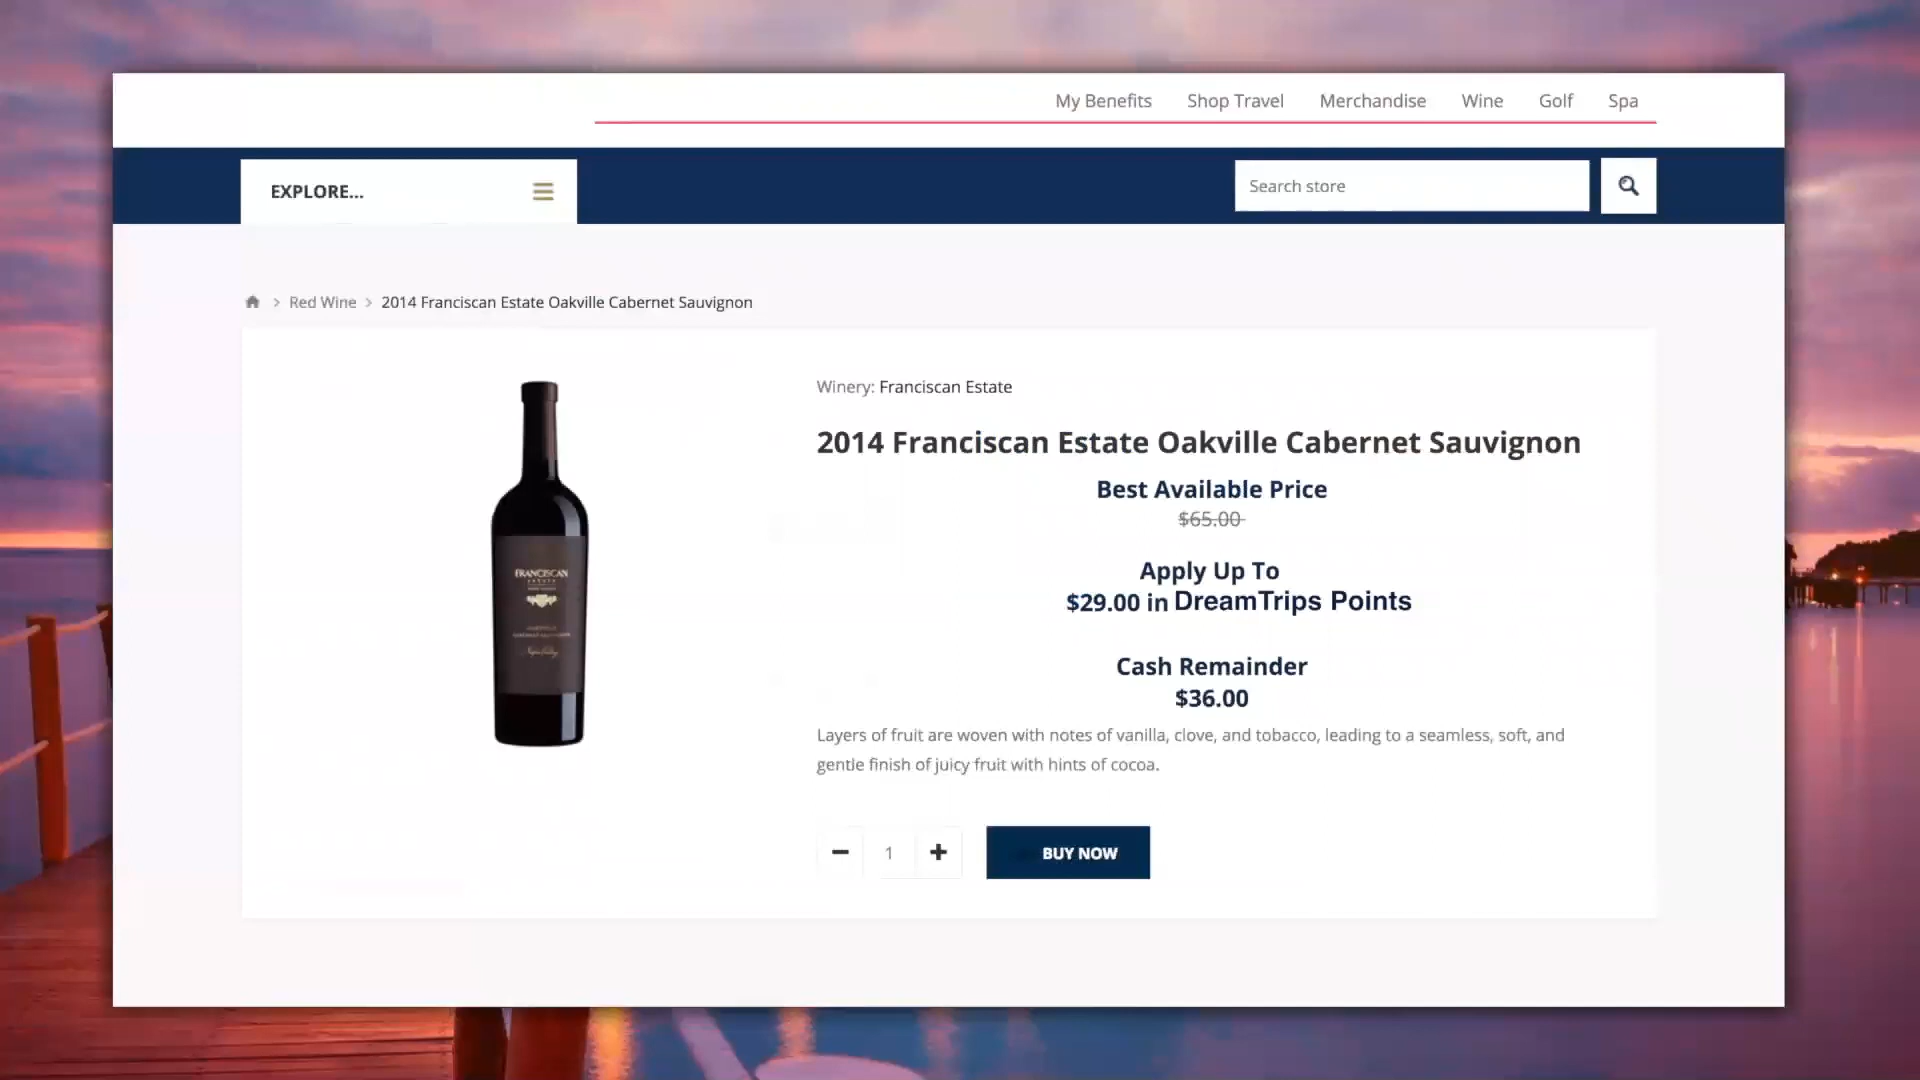 My Benefits Shop Travel Merchandise Wine Golf Spa
EXPLORE...
Search store
Red Wine > 2014 Franciscan Estate Oakville Cabernet Sauvignon
Winery: Franciscan Estate
2014 Franciscan Estate Oakville Cabernet Sauvignon
Best Available Price
$65.00
Apply Up To
$29.00 in DreamTrips Points
Cash Remainder
$36.00
Layers of fruit are woven with notes of vanilla, clove, and tobacco, leading to a seamless, soft, and
gentle finish of juicy fruit with hints of cocoa.
1
BUY NOW
FRANCISCAN
ESTATE